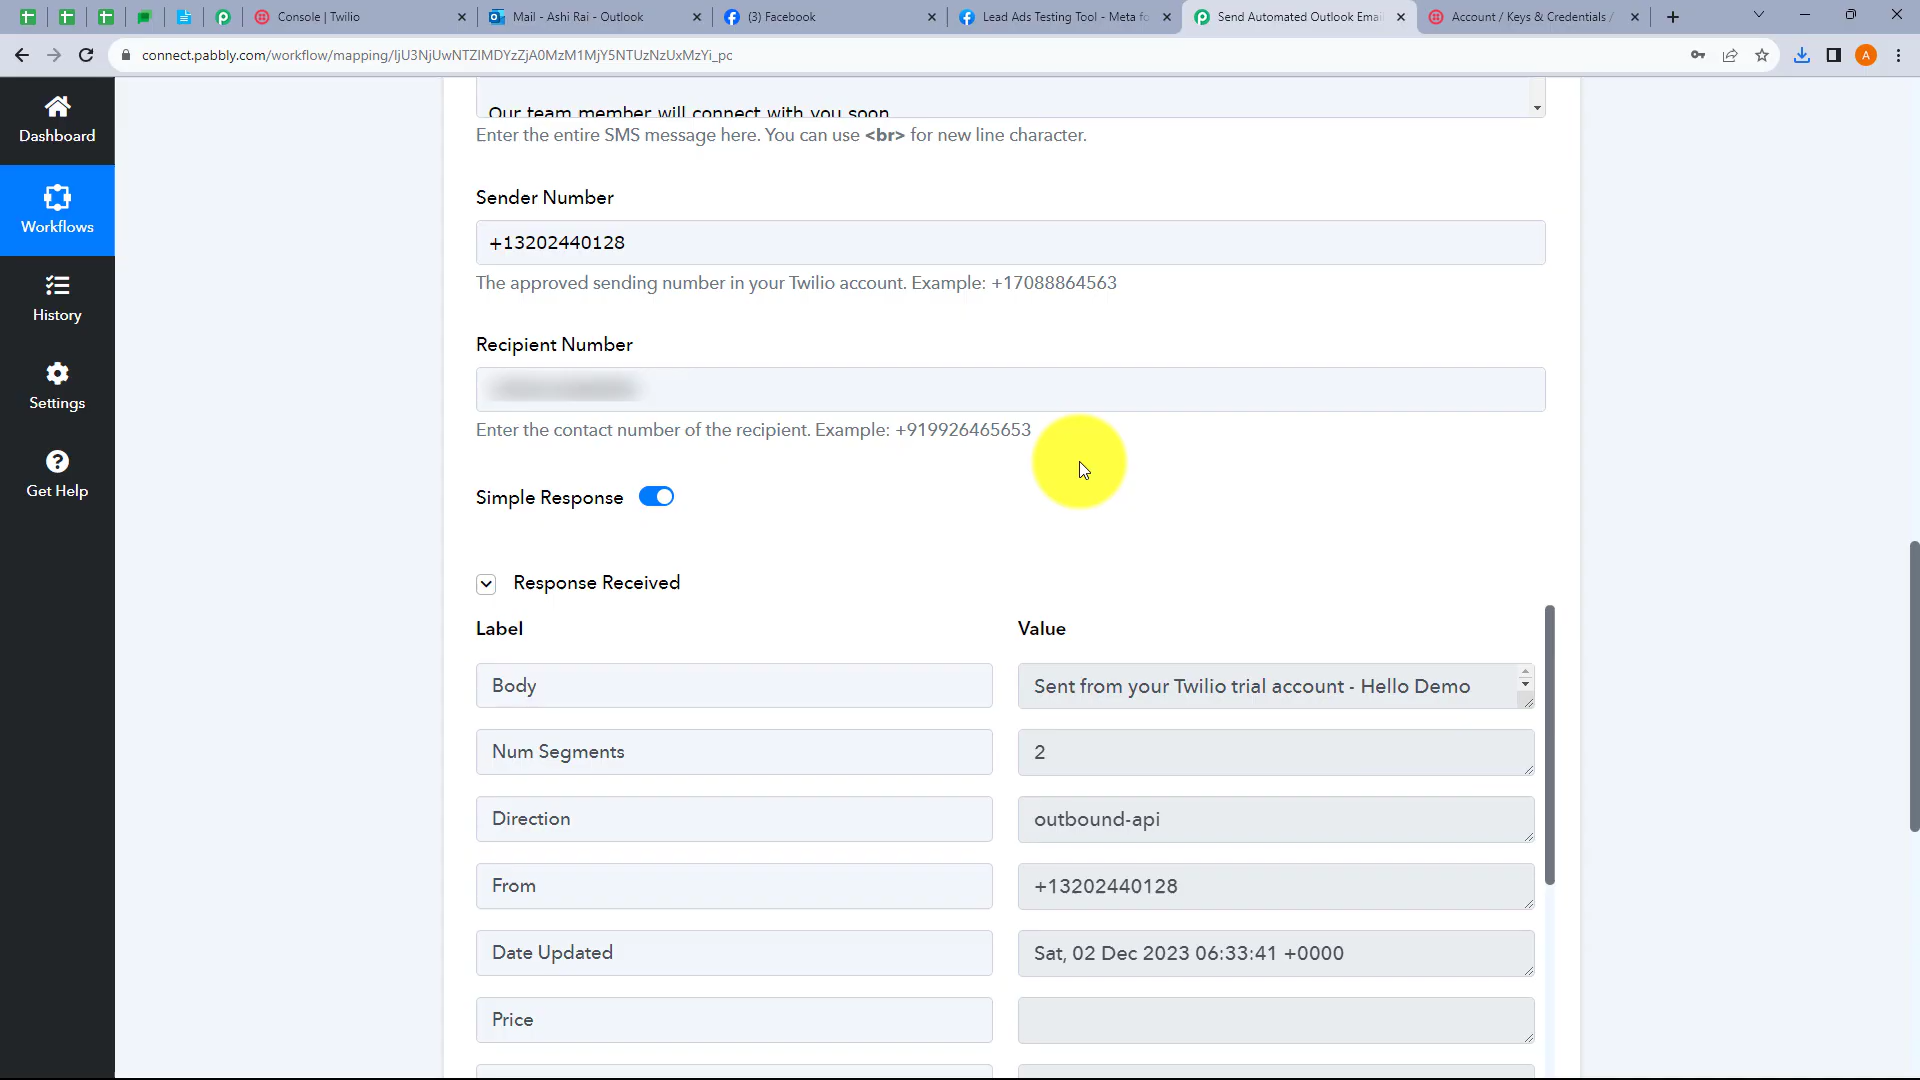 Console | Twilio
Mail - Ashi Rai - Outlook
(3) Facebook
Lead Ads Testing Tool - Meta fo
Send Automated Outlook Emai
Account / Keys & Credentials /
connect.pabbly.com/workflow/mapping/IjU3NjUwNTZlMDYzZjA0MzM1MjY5NTUzNzUxMzYi_pc
A
Dashboard
Workflows
History
Settings
Get Help
Our team member will connect with you soon
Enter the entire SMS message here. You can use <br> for new line character.
Sender Number
+13202440128
The approved sending number in your Twilio account. Example: +17088864563
Recipient Number
Enter the contact number of the recipient. Example: +919926465653
Simple Response
Response Received
Label
Value
Body
Sent from your Twilio trial account - Hello Demo
Num Segments
2
Direction
outbound-api
From
+13202440128
Date Updated
Sat, 02 Dec 2023 06:33:41 +0000
Price